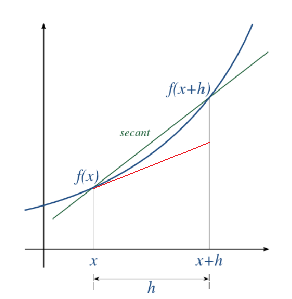 f(x+h)
secant
f(x)
x
x+h
h